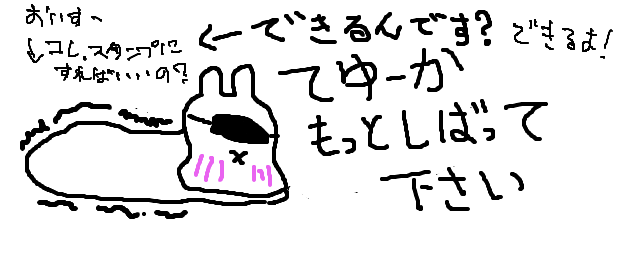 おいすー
↓コレ、スタンプに
すればいいの?
←できるんです?
できるよ!
てゆーか
もっとしばって
下さい